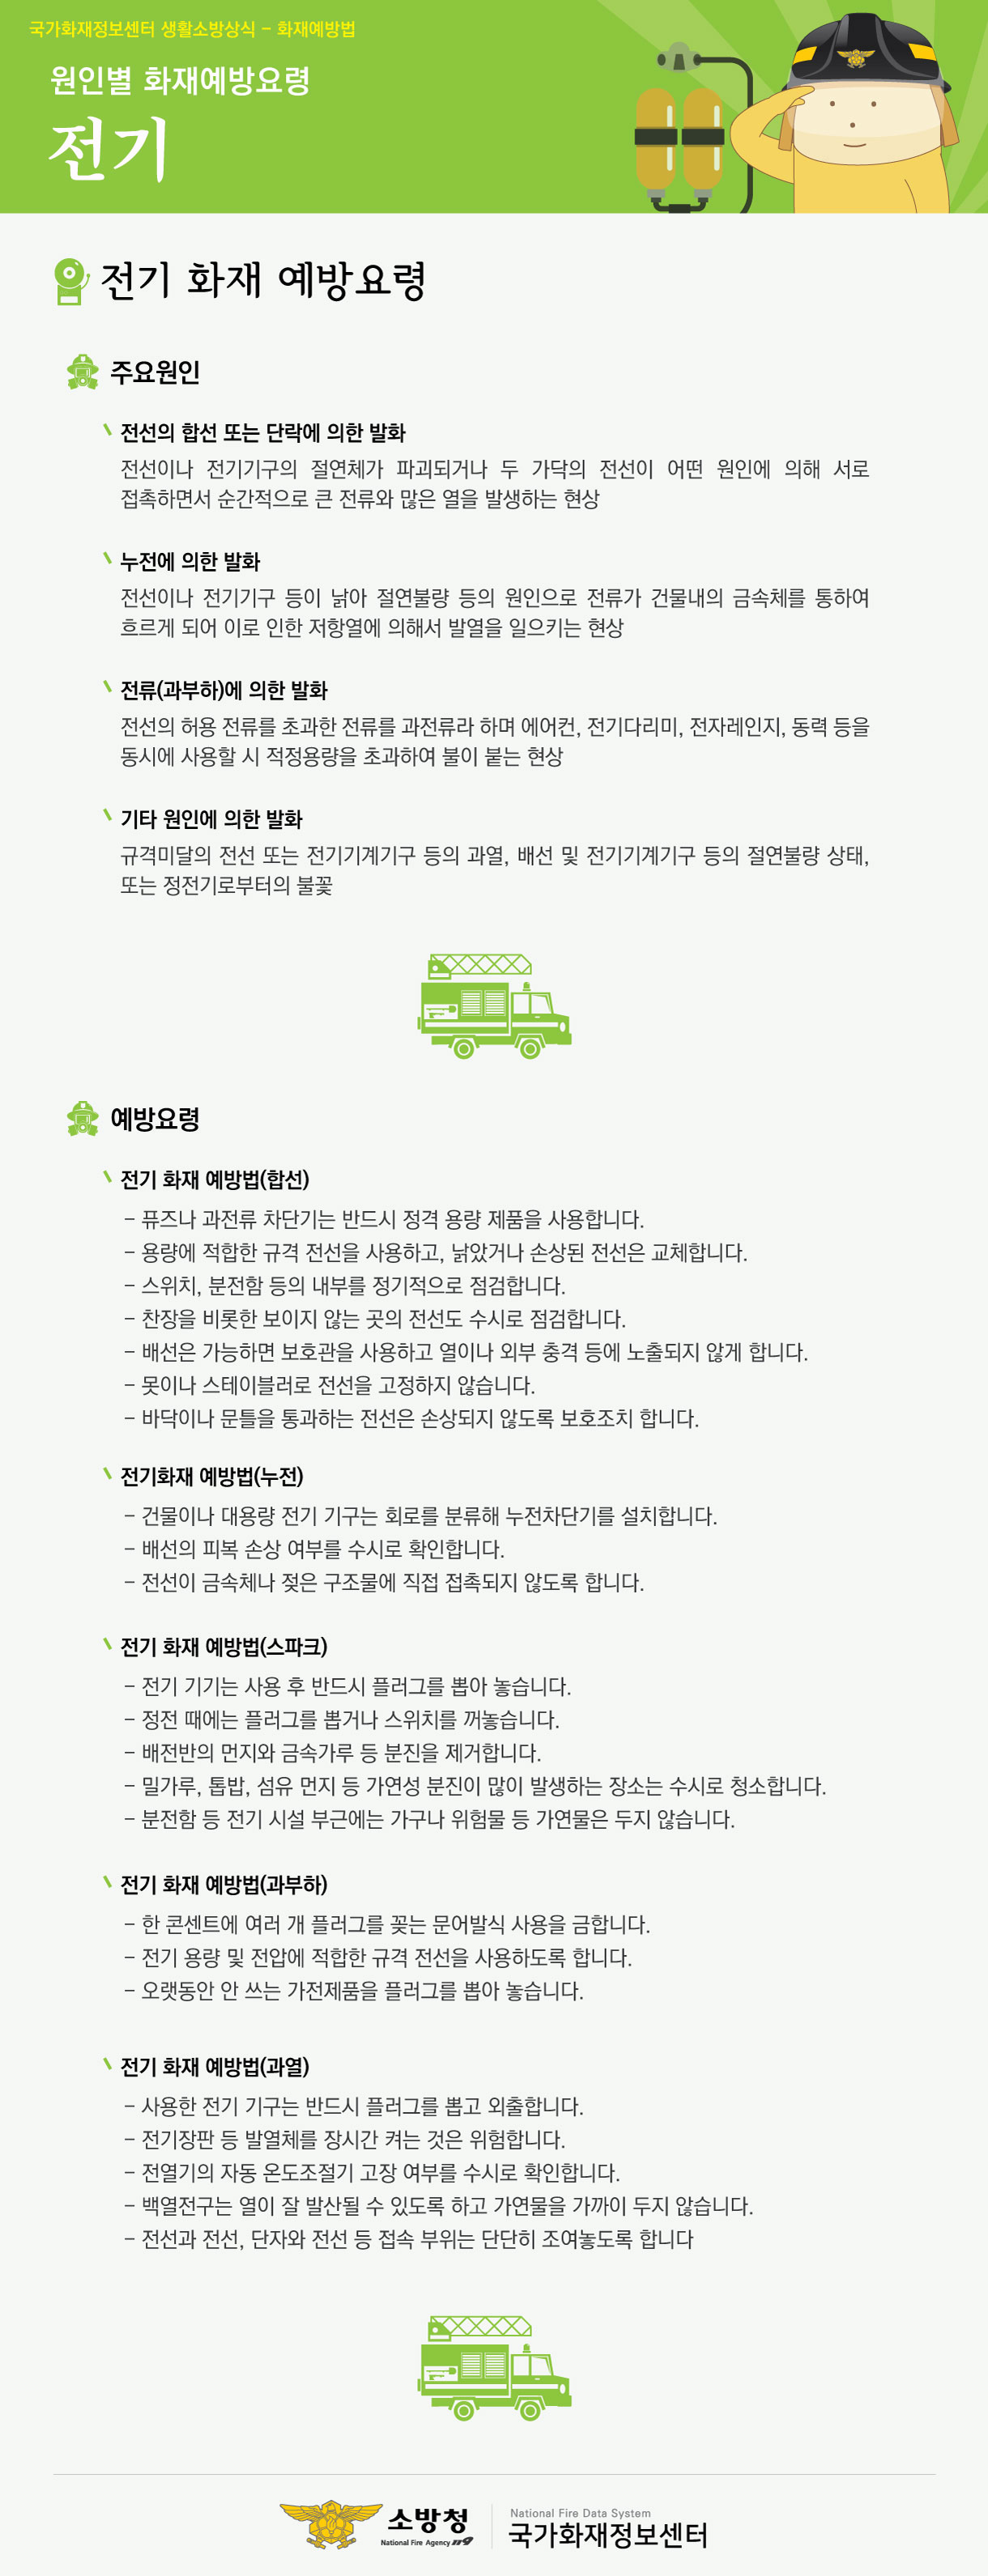 국가화재정보센터 생활소방상식 - 화재예방법
원인별 화재예방요령
전기
전기 화재 예방요령
주요원인
전선의 합선 또는 단락에 의한 발화
전선이나 전기기구의 절연체가 파괴되거나 두 가닥의 전선이 어떤 원인에 의해 서로
접촉하면서 순간적으로 큰 전류와 많은 열을 발생하는 현상
누전에 의한 발화
전선이나 전기기구 등이 낡아 절연불량 등의 원인으로 전류가 건물내의 금속체를 통하여
흐르게 되어 이로 인한 저항열에 의해서 발열을 일으키는 현상
전류(과부하)에 의한 발화
전선의 허용 전류를 초과한 전류를 과전류라 하며 에어컨, 전기다리미, 전자레인지, 동력 등을
동시에 사용할 시 적정용량을 초과하여 불이 붙는 현상
기타 원인에 의한 발화
규격미달의 전선 또는 전기기계기구 등의 과열, 배선 및 전기기계기구 등의 절연불량 상태,
또는 정전기로부터의 불꽃
예방요령
전기 화재 예방법(합선)
- 퓨즈나 과전류 차단기는 반드시 정격 용량 제품을 사용합니다.
- 용량에 적합한 규격 전선을 사용하고, 낡았거나 손상된 전선은 교체합니다.
- 스위치, 분전함 등의 내부를 정기적으로 점검합니다.
- 찬장을 비롯한 보이지 않는 곳의 전선도 수시로 점검합니다.
- 배선은 가능하면 보호관을 사용하고 열이나 외부 충격 등에 노출되지 않게 합니다.
- 못이나 스테이블러로 전선을 고정하지 않습니다.
- 바닥이나 문틀을 통과하는 전선은 손상되지 않도록 보호조치 합니다.
전기화재 예방법(누전)
- 건물이나 대용량 전기 기구는 회로를 분류해 누전차단기를 설치합니다.
- 배선의 피복 손상 여부를 수시로 확인합니다.
- 전선이 금속체나 젖은 구조물에 직접 접촉되지 않도록 합니다.
전기 화재 예방법(스파크)
- 전기 기기는 사용 후 반드시 플러그를 뽑아 놓습니다.
- 정전 때에는 플러그를 뽑거나 스위치를 꺼놓습니다.
- 배전반의 먼지와 금속가루 등 분진을 제거합니다.
- 밀가루, 톱밥, 섬유 먼지 등 가연성 분진이 많이 발생하는 장소는 수시로 청소합니다.
- 분전함 등 전기 시설 부근에는 가구나 위험물 등 가연물은 두지 않습니다.
전기 화재 예방법(과부하)
- 한 콘센트에 여러 개 플러그를 꽂는 문어발식 사용을 금합니다.
- 전기 용량 및 전압에 적합한 규격 전선을 사용하도록 합니다.
- 오랫동안 안 쓰는 가전제품을 플러그를 뽑아 놓습니다.
전기 화재 예방법(과열)
- 사용한 전기 기구는 반드시 플러그를 뽑고 외출합니다.
- 전기장판 등 발열체를 장시간 켜는 것은 위험합니다.
- 전열기의 자동 온도조절기 고장 여부를 수시로 확인합니다.
- 백열전구는 열이 잘 발산될 수 있도록 하고 가연물을 가까이 두지 않습니다.
- 전선과 전선, 단자와 전선 등 접속 부위는 단단히 조여놓도록 합니다
소방청
National Fire Agency 119
National Fire Data System
국가화재정보센터